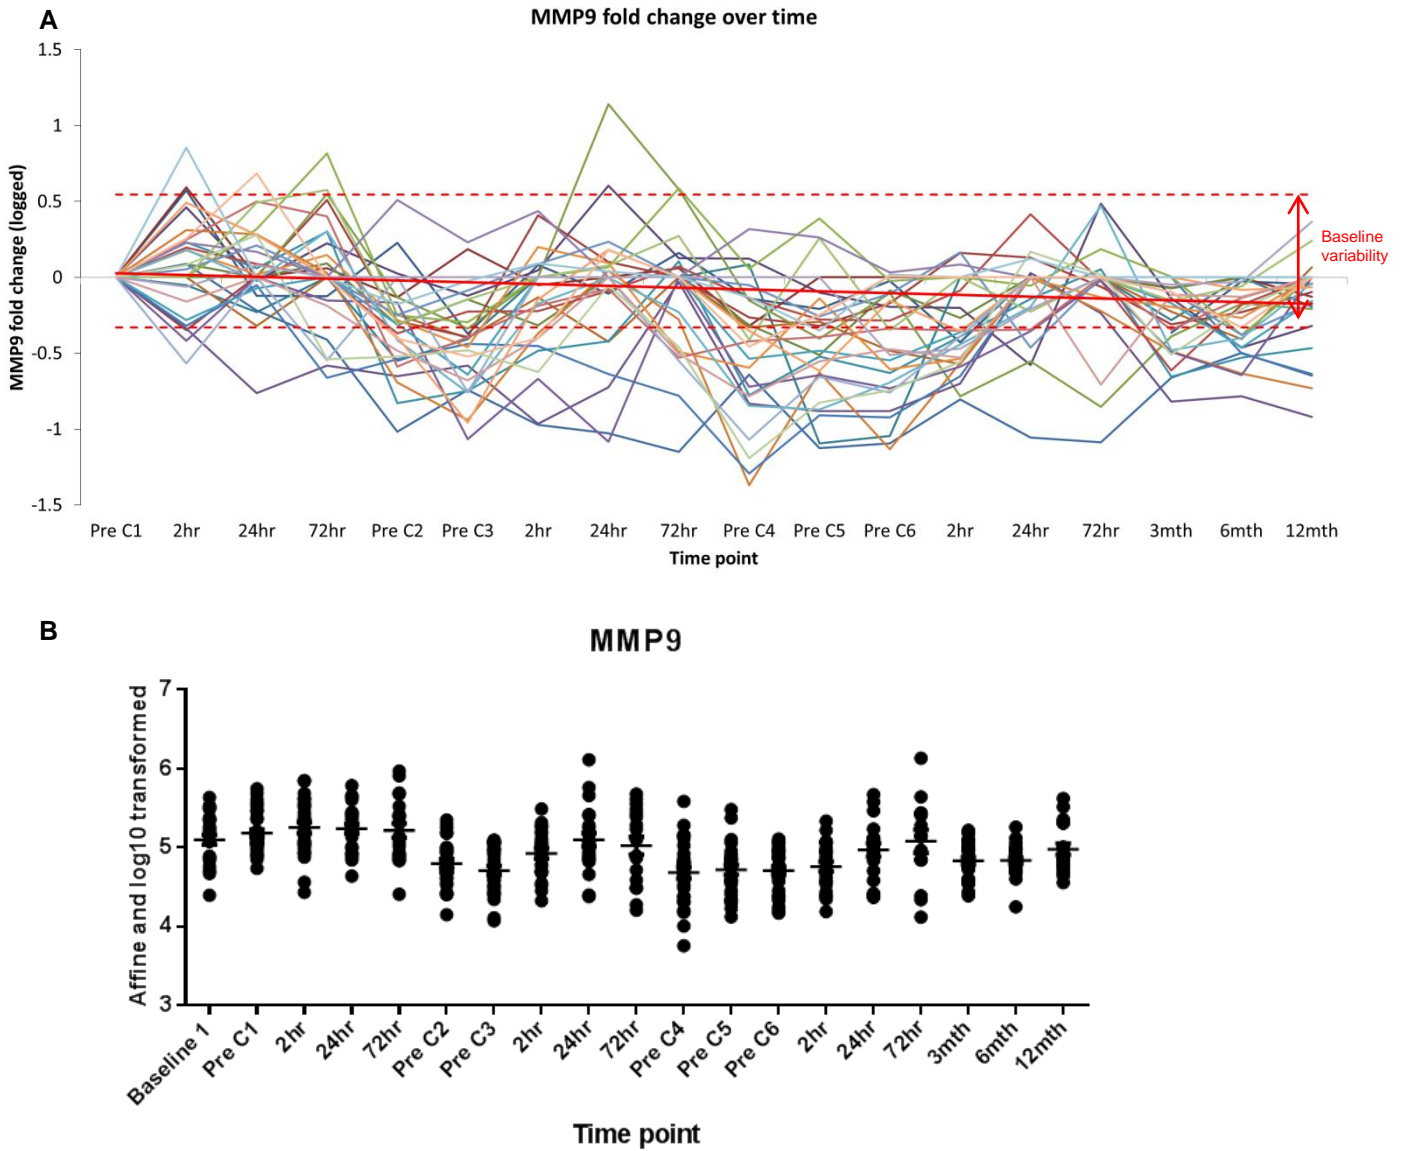 A
MMP9 fold change over time
MMP9 fold change (logged)
1.5
1
0.5
0
-0.5
-1
-1.5
Baseline
variability
Pre C1 2hr 24hr 72hr Pre C2 Pre C3 2hr 24hr 72hr Pre C4 Pre C5 Pre C6 2hr 24hr 72hr 3mth 6mth 12mth
Time point
B
MMP9
Affine and log10 transformed
7
6
5
4
3
Baseline 1 Pre C1 2hr 24hr 72hr Pre C2 Pre C3 2hr 24hr 72hr Pre C4 Pre C5 Pre C6 2hr 24hr 72hr 3mth 6mth 12mth
Time point